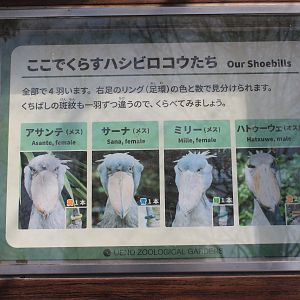 ここでくらすハシビロコウたち Our Shoebills
全部で4羽います。右足のリング(足環)の色と数で見分けられます。
くちばしの斑紋も一羽ずつ違うので、くらべてみましょう。
アサンテ(メス) サーナ(メス) ミリー(メス) ハトゥーウェ(オス
Asante, female Sana, female Millie, female Hatuwe, ma
UENO ZOOLOGICAL GARDENS